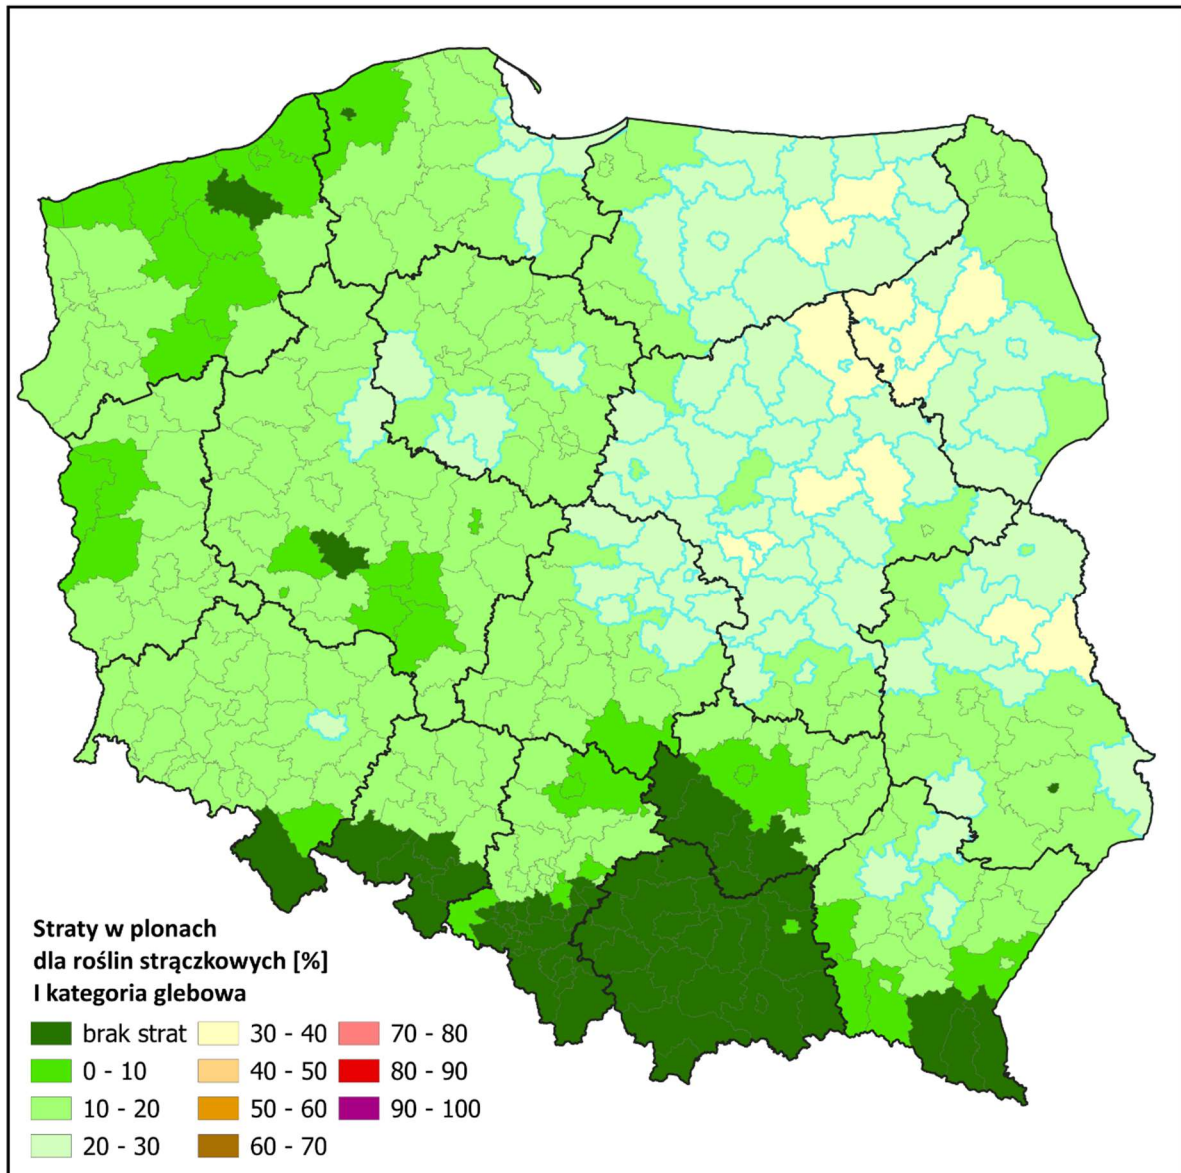 Straty w plonach
dla roślin strączkowych [%]
I kategoria glebowa
brak strat
0 - 10
10 - 20
20 - 30
30 - 40
40 - 50
50 - 60
60 - 70
70 - 80
80 - 90
90 - 100